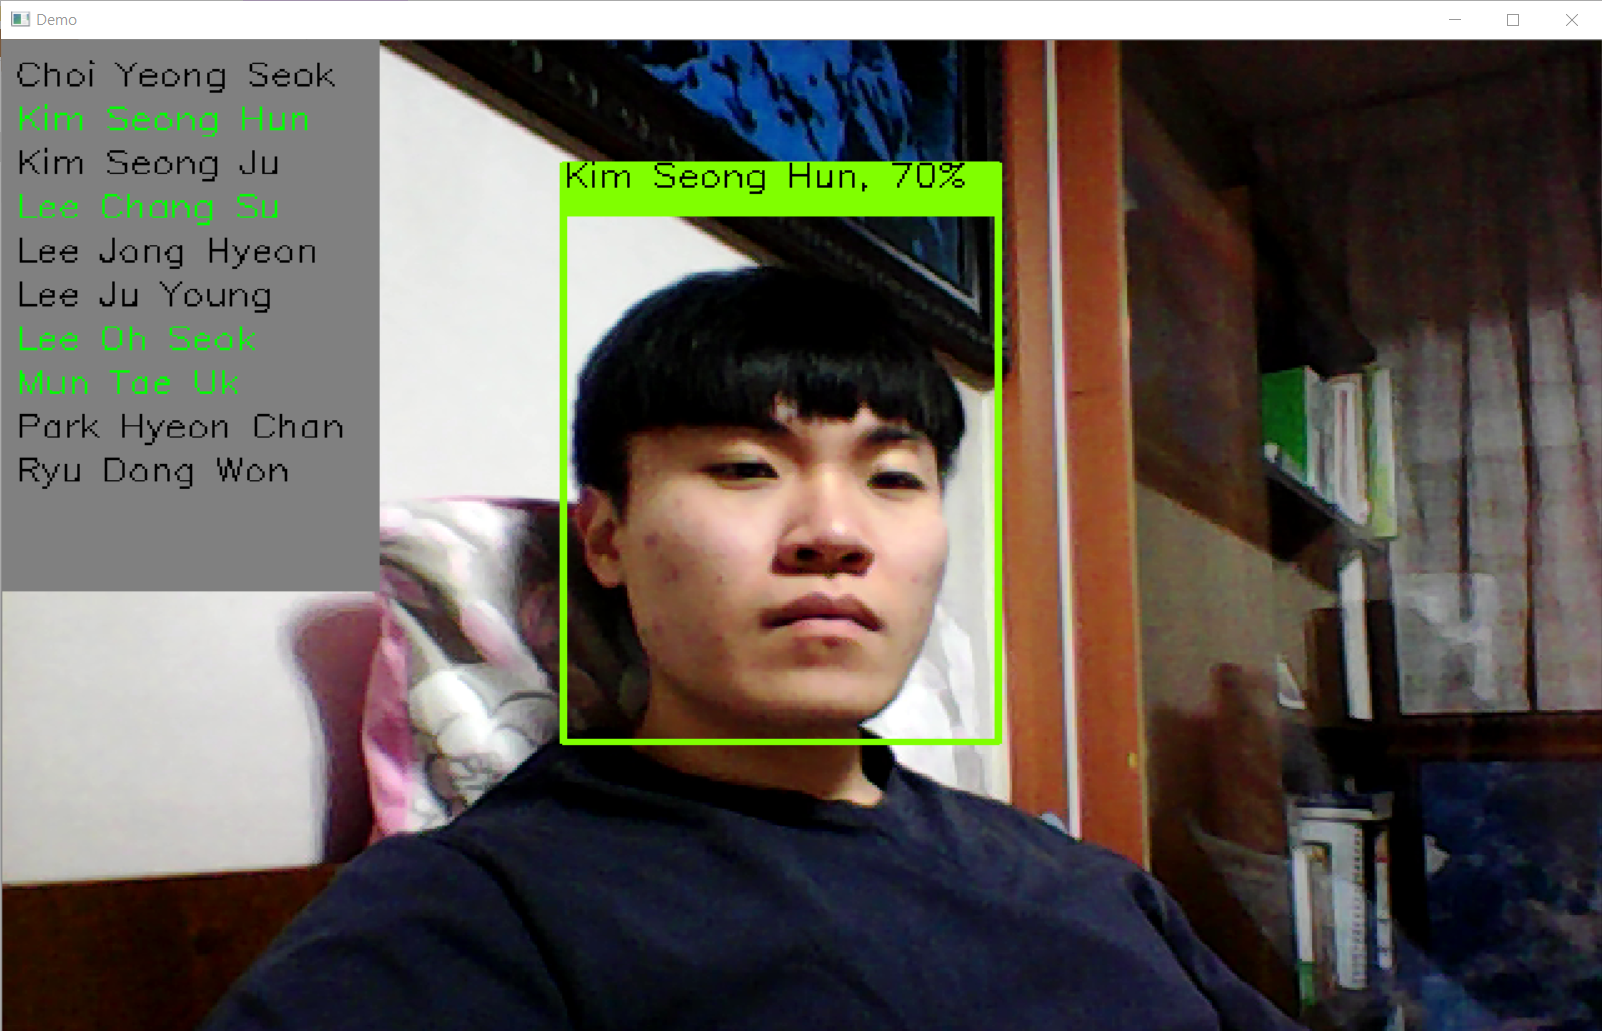 Demo
Choi Yeong Seok
Kim Seong Hun
Kim Seong Ju
Lee Chang Su
Lee Jong Hyeon
Lee Ju Young
Lee Oh Seok
Mun Tae Uk
Park Hyeon Chan
Ryu Dong Won
Kim Seong Hun, 70%